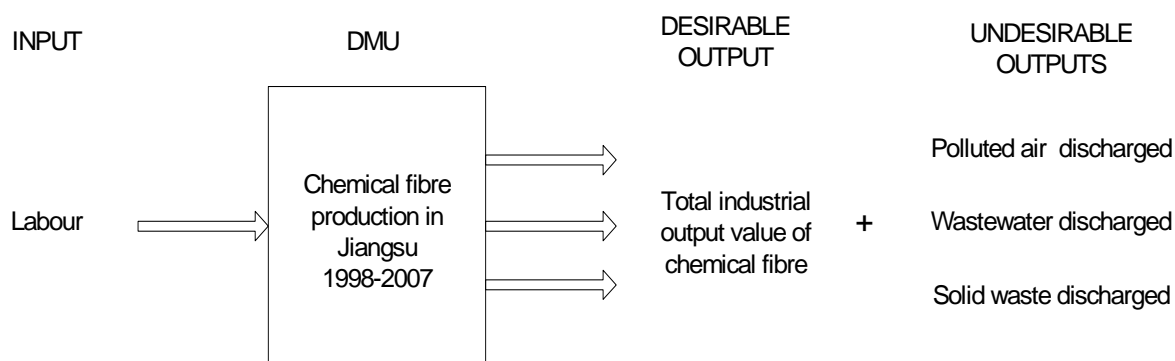 INPUT
DMU
DESIRABLE
OUTPUT
UNDESIRABLE
OUTPUTS
Labour
Chemical fibre
production in
Jiangsu
1998-2007
Total industrial
output value of
chemical fibre
+
Polluted air discharged
Wastewater discharged
Solid waste discharged